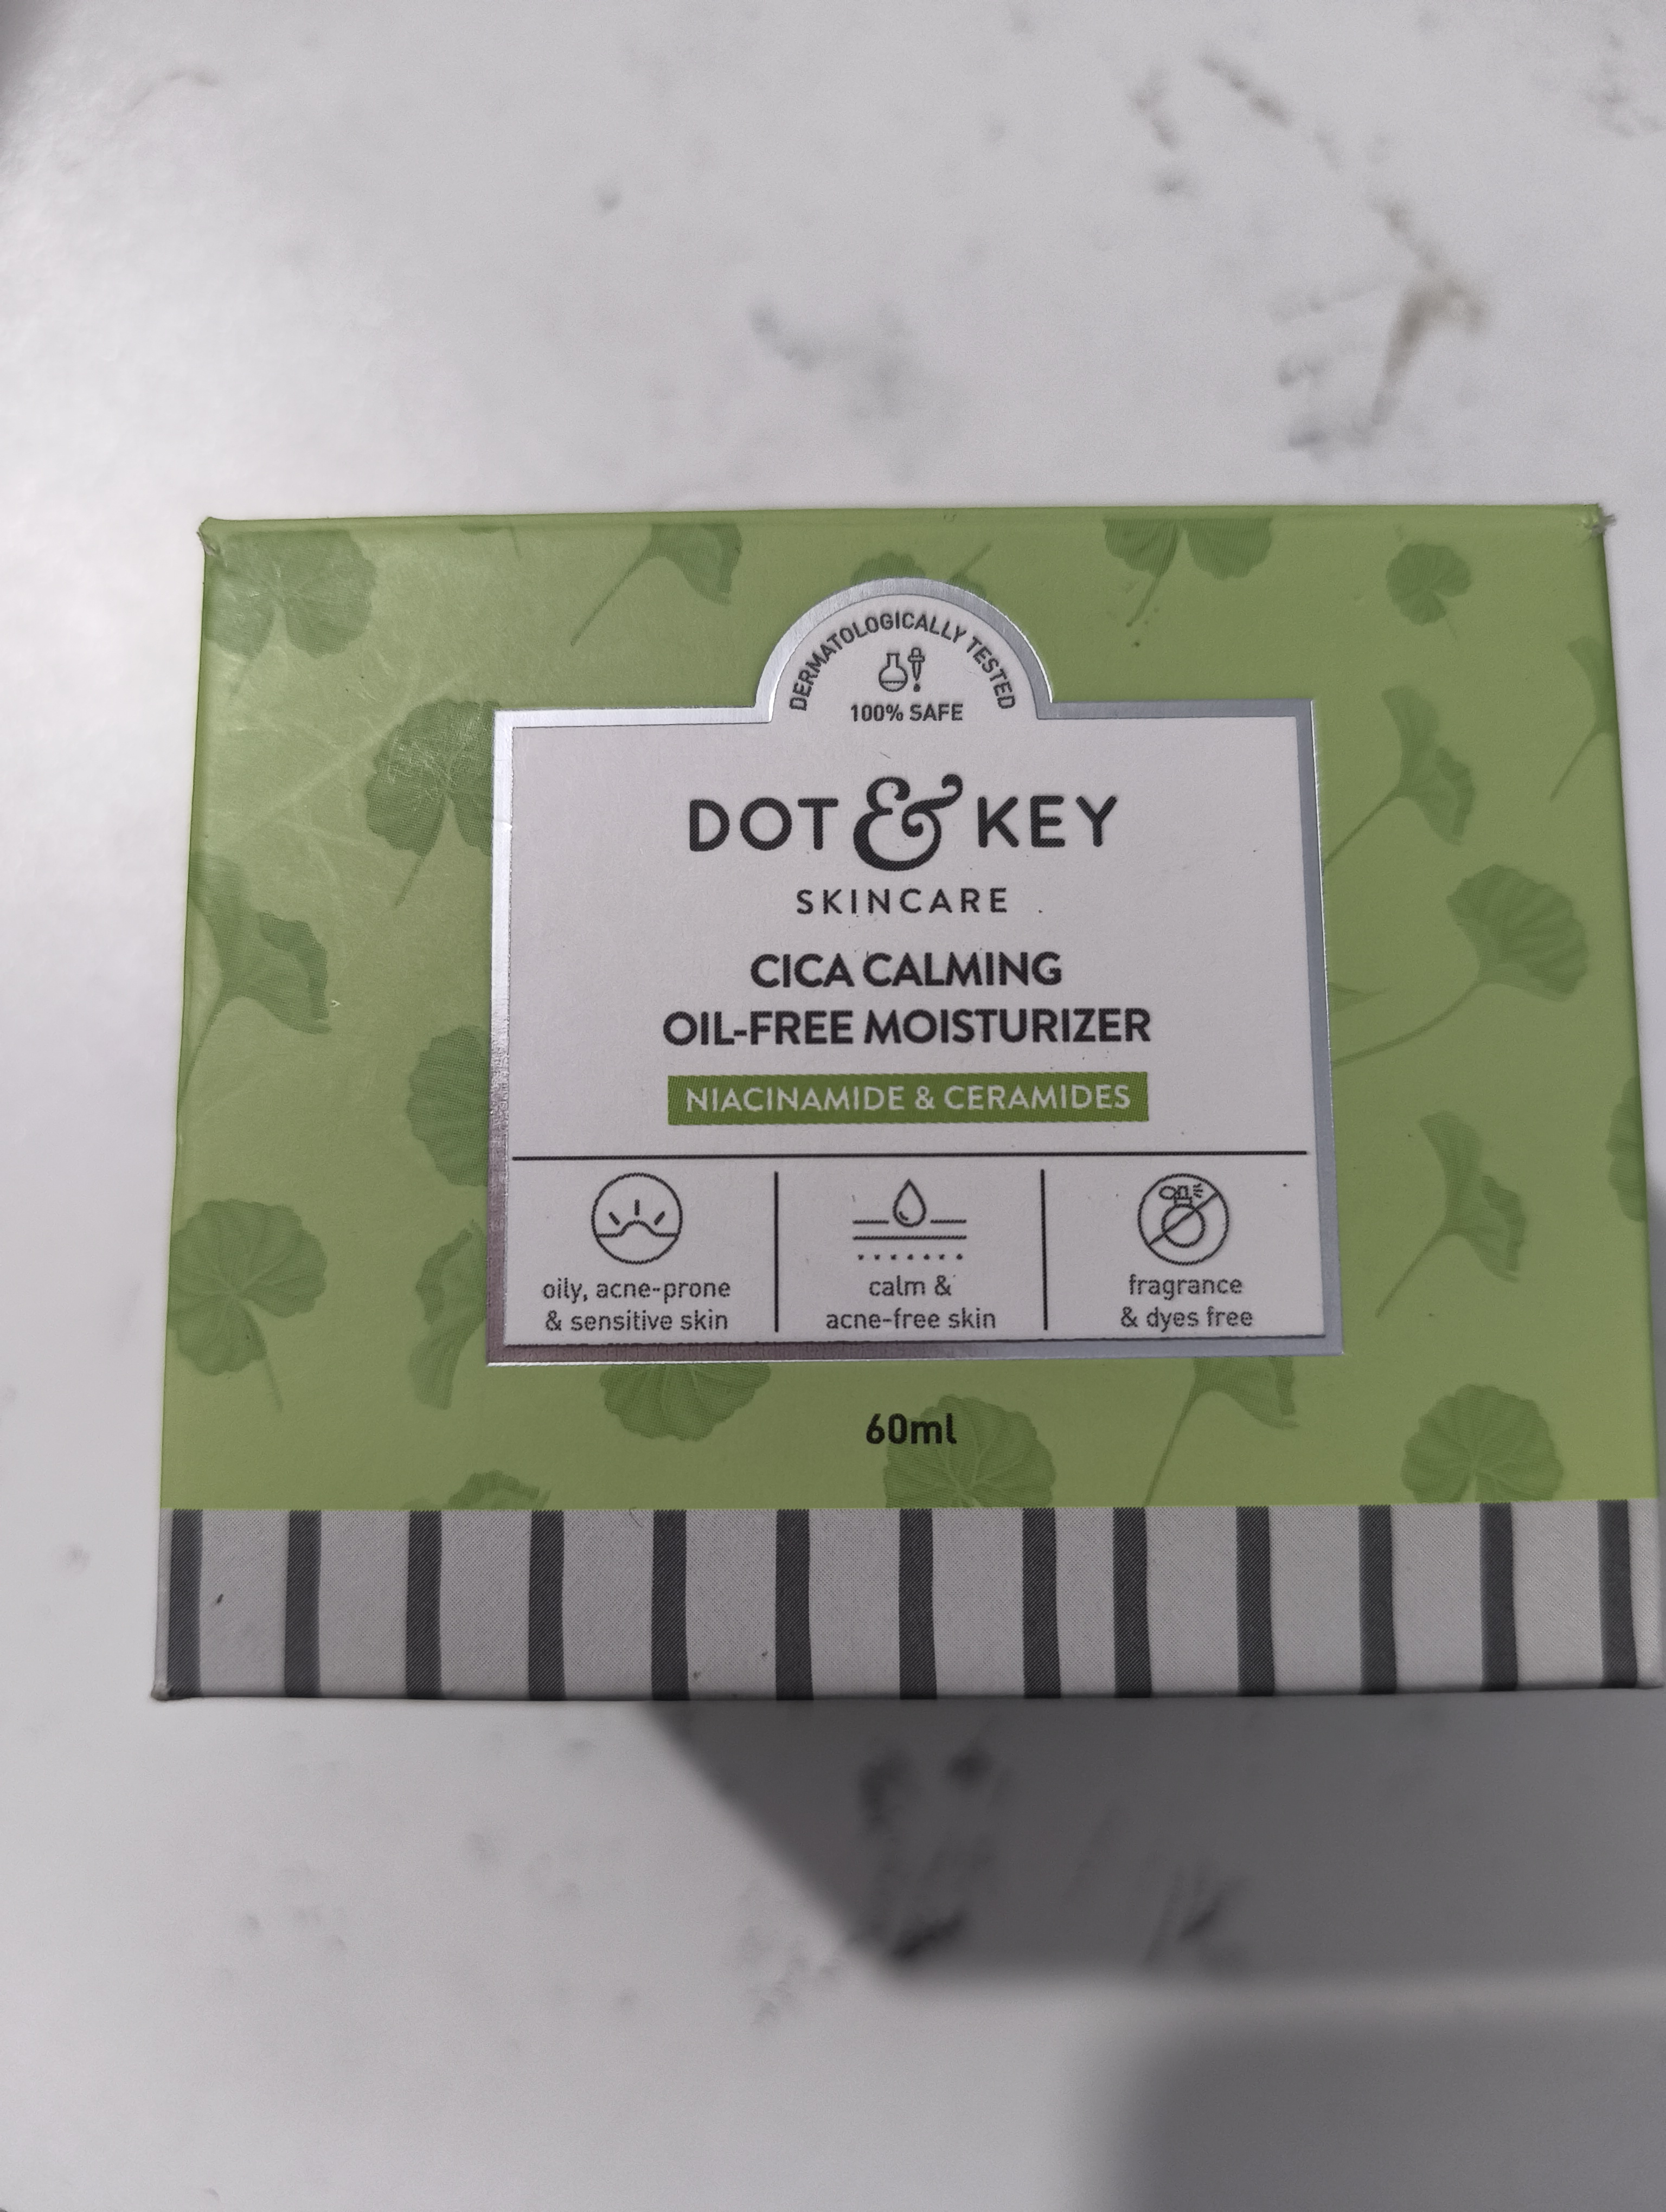 DERMATOLOGICALLY TESTED
100% SAFE
DOT & KEY
SKINCARE
CICA CALMING
OIL-FREE MOISTURIZER
NIACINAMIDE & CERAMIDES
oily, acne-prone
& sensitive skin
calm &
acne-free skin
fragrance
& dyes free
60ml